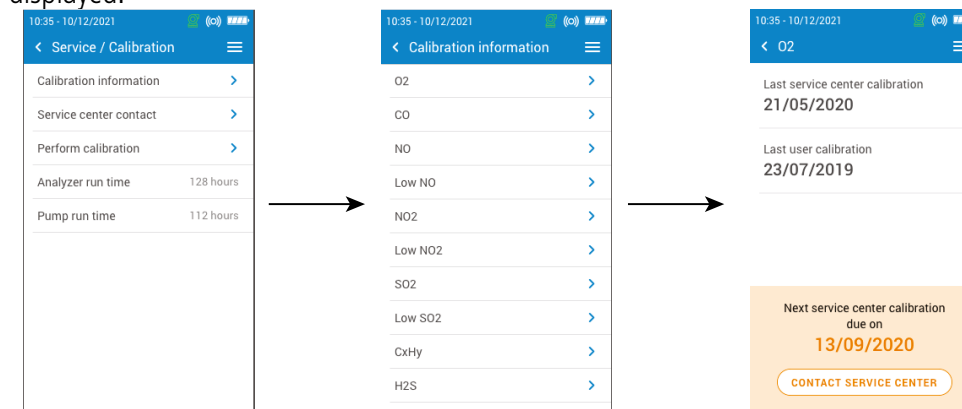 displayed.
10:35 - 10/12/2021
Service / Calibration
Calibration information
Service center contact
Perform calibration
Analyzer run time 128 hours
Pump run time 112 hours
10:35 - 10/12/2021
Calibration information
O2
CO
NO
Low NO
NO2
Low NO2
SO2
Low SO2
CxHy
H2S
10:35 - 10/12/2021
O2
Last service center calibration
21/05/2020
Last user calibration
23/07/2019
Next service center calibration
due on
13/09/2020
CONTACT SERVICE CENTER